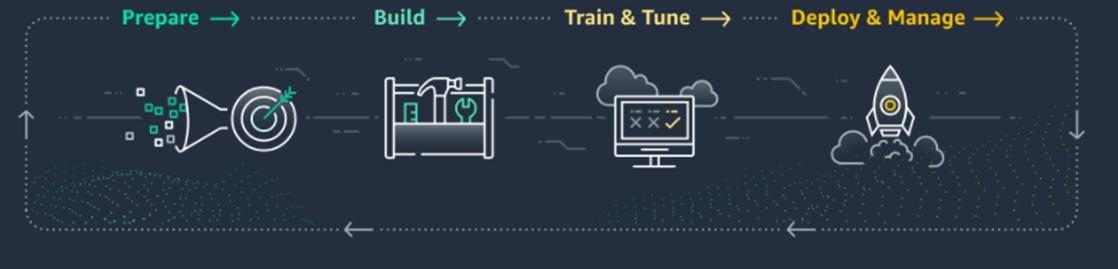 Prepare
Build
Train & Tune
Deploy & Manage